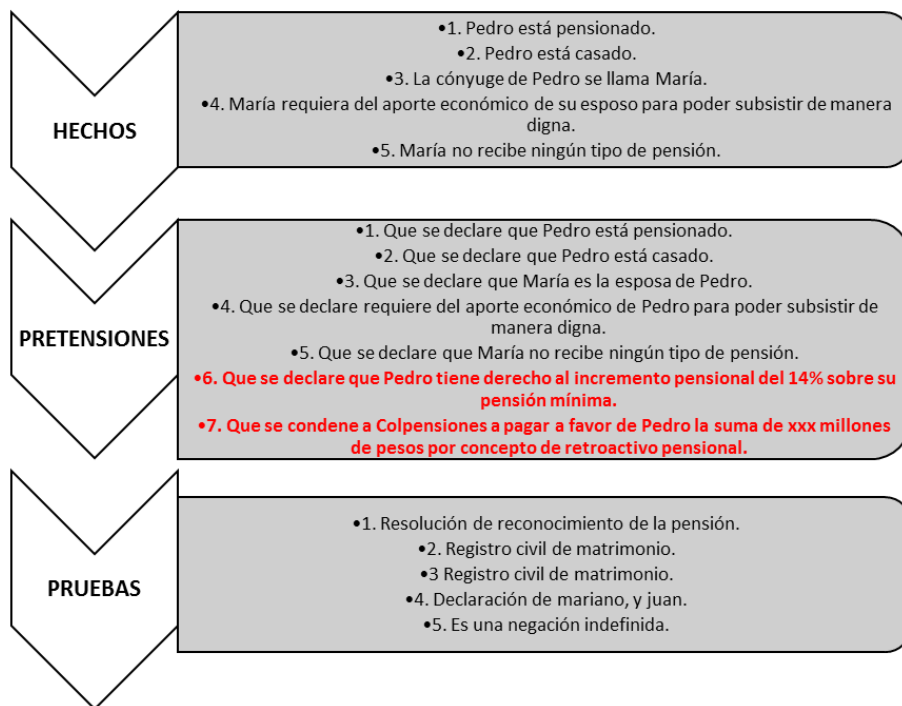 HECHOS
•1. Pedro está pensionado.
•2. Pedro está casado.
•3. La cónyuge de Pedro se llama María.
•4. María requiera del aporte económico de su esposo para poder subsistir de manera
digna.
•5. María no recibe ningún tipo de pensión.
PRETENSIONES
•1. Que se declare que Pedro está pensionado.
•2. Que se declare que Pedro está casado.
•3. Que se declare que María es la esposa de Pedro.
•4. Que se declare requiere del aporte económico de Pedro para poder subsistir de
manera digna.
•5. Que se declare que María no recibe ningún tipo de pensión.
•6. Que se declare que Pedro tiene derecho al incremento pensional del 14% sobre su
pensión mínima.
•7. Que se condene a Colpensiones a pagar a favor de Pedro la suma de xxx millones
de pesos por concepto de retroactivo pensional.
PRUEBAS
•1. Resolución de reconocimiento de la pensión.
•2. Registro civil de matrimonio.
•3 Registro civil de matrimonio.
•4. Declaración de mariano, y juan.
•5. Es una negación indefinida.